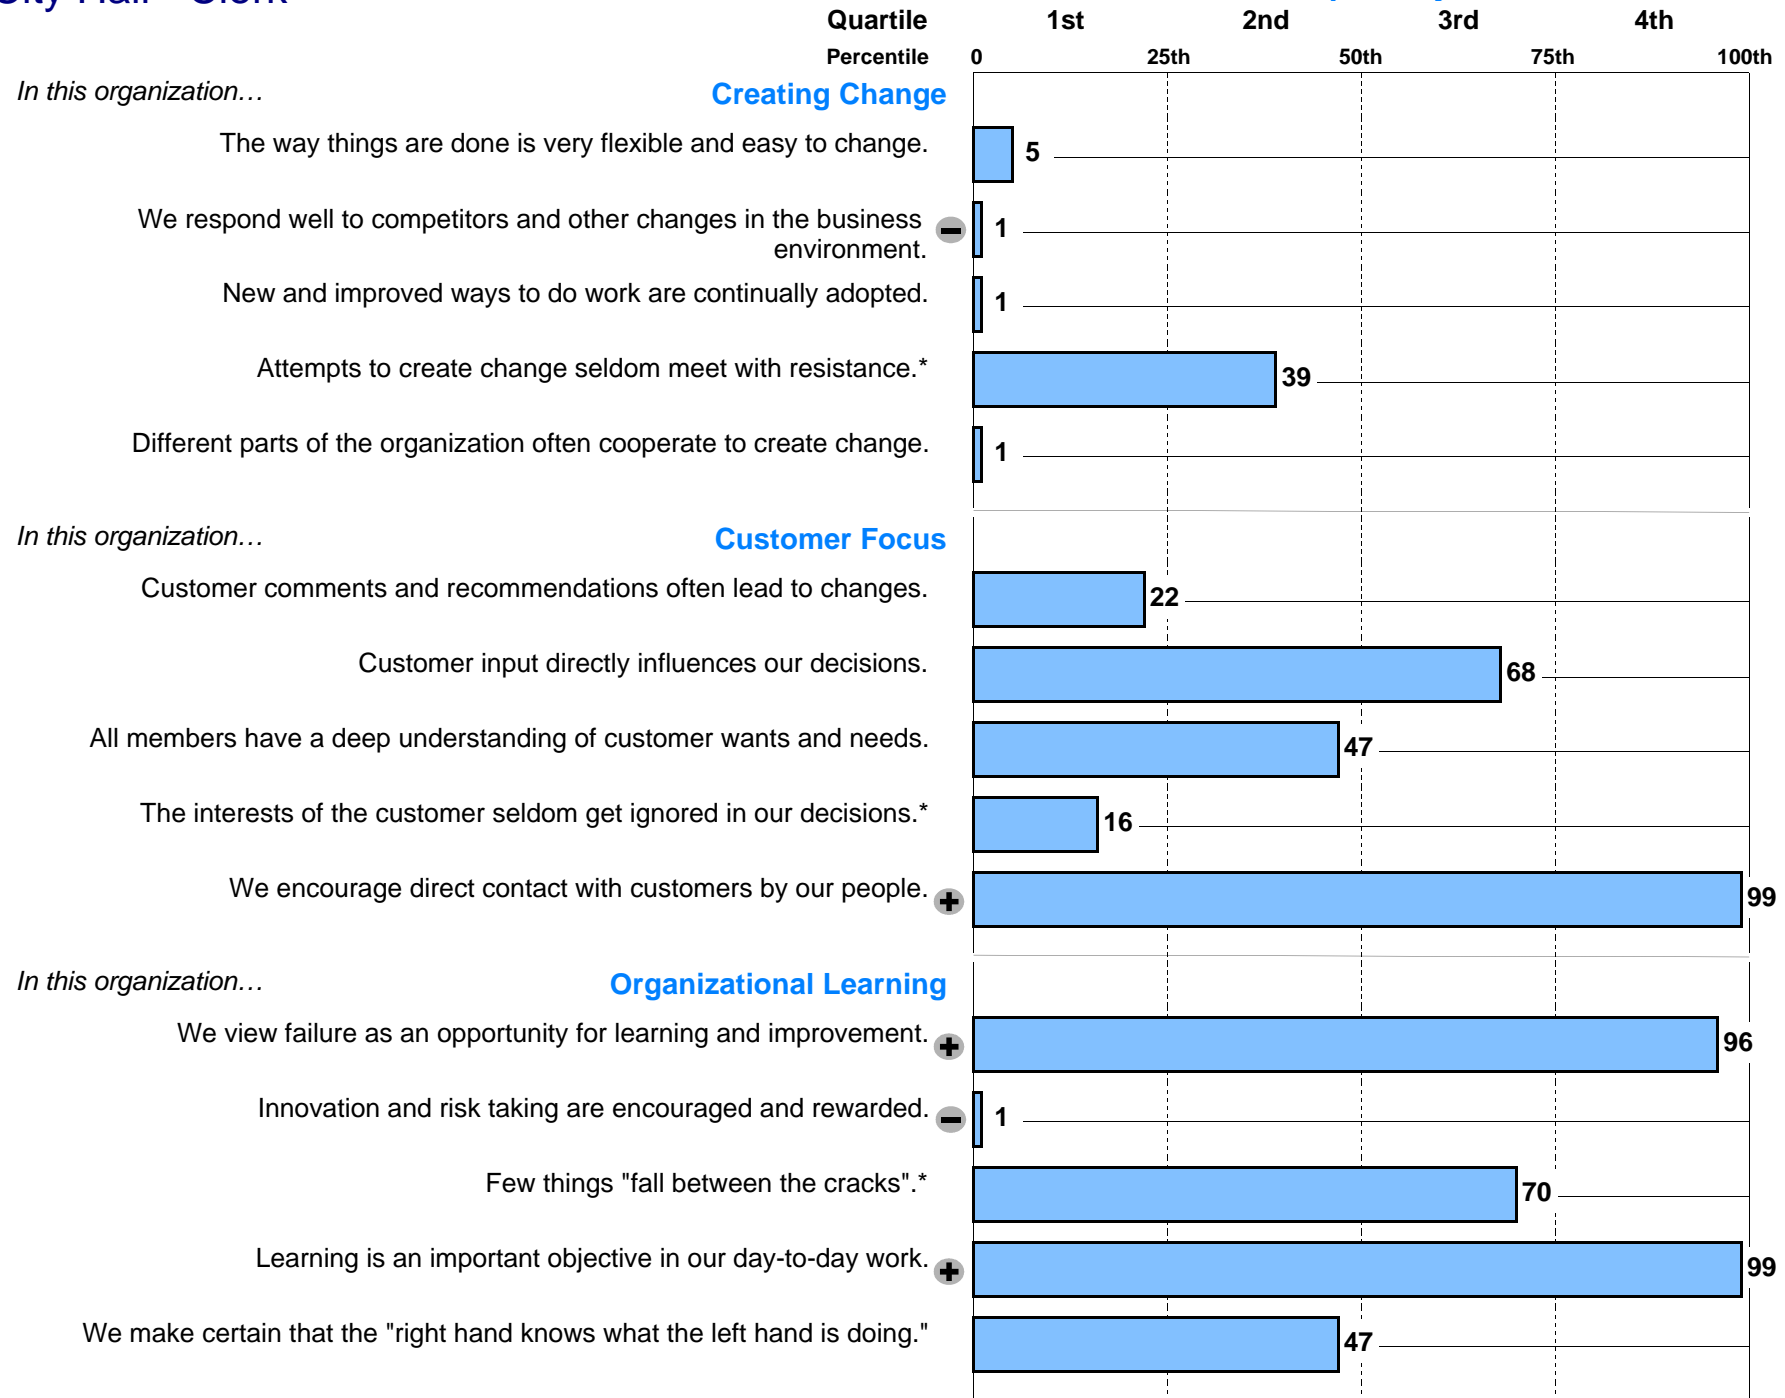 City Hall - Clerk
Quartile 1st 2nd 3rd 4th
Percentile 0 25th 50th 75th 100th
In this organization… Creating Change
The way things are done is very flexible and easy to change. 5
We respond well to competitors and other changes in the business
environment. 1
New and improved ways to do work are continually adopted. 1
Attempts to create change seldom meet with resistance.* 39
Different parts of the organization often cooperate to create change. 1
In this organization… Customer Focus
Customer comments and recommendations often lead to changes. 22
Customer input directly influences our decisions. 68
All members have a deep understanding of customer wants and needs. 47
The interests of the customer seldom get ignored in our decisions.* 16
We encourage direct contact with customers by our people. 99
In this organization… Organizational Learning
We view failure as an opportunity for learning and improvement. 96
Innovation and risk taking are encouraged and rewarded. 1
Few things "fall between the cracks".* 70
Learning is an important objective in our day-to-day work. 99
We make certain that the "right hand knows what the left hand is doing." 47